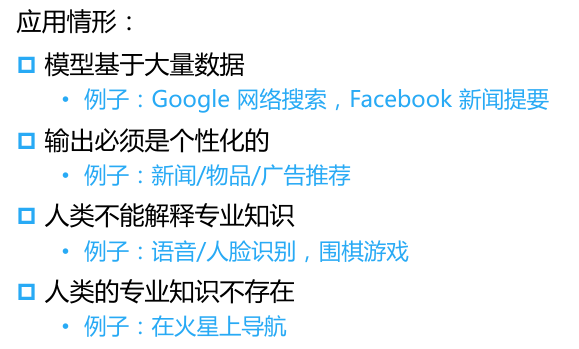 应用情形：
模型基于大量数据
• 例子：Google 网络搜索，Facebook 新闻提要
输出必须是个性化的
• 例子：新闻/物品/广告推荐
人类不能解释专业知识
• 例子：语音/人脸识别，围棋游戏
人类的专业知识不存在
• 例子：在火星上导航